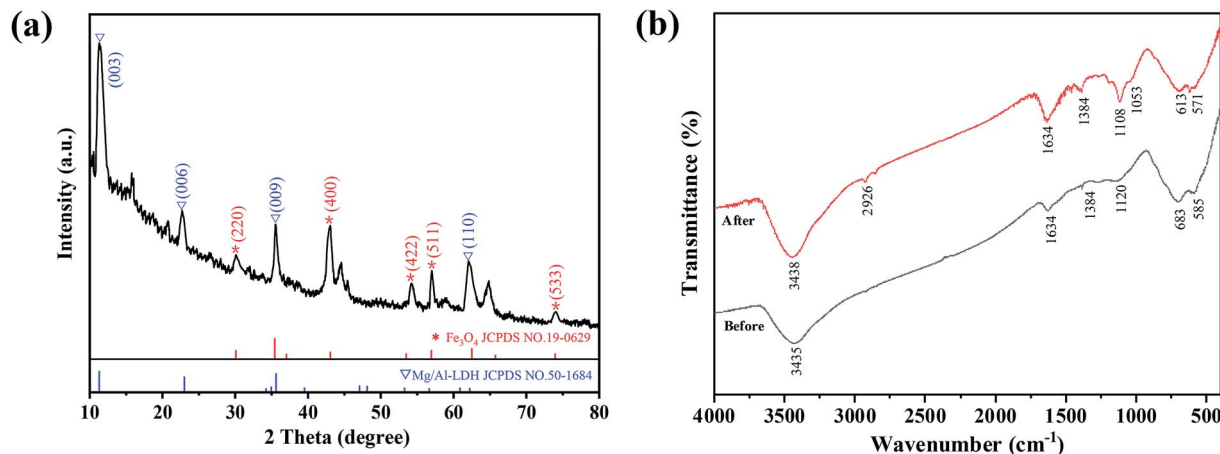 (a)
Intensity (a.u.)
▽(003)
▽(006)
*(220)
▽(009)
*(400)
*(422)
*(511)
▽(110)
*(533)
* Fe₃O₄ JCPDS NO.19-0629
▽Mg/Al-LDH JCPDS NO.50-1684
10 20 30 40 50 60 70 80
2 Theta (degree)
(b)
Transmittance (%)
After
3438
2926
1634
1384
1108
1053
613
571
Before
3435
1634
1384
1120
683
585
4000 3500 3000 2500 2000 1500 1000 500
Wavenumber (cm⁻¹)